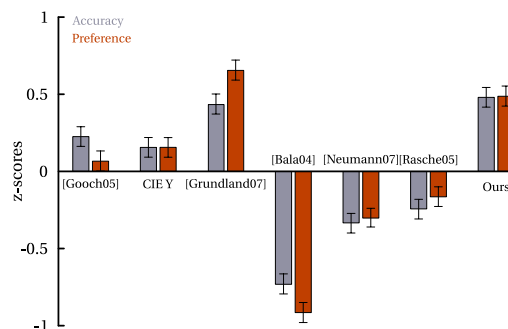 1
Accuracy
Preference
0.5
z-scores
[Bala04]
[Neumann07]
[Rasche05]
0
[Gooch05]
CIE Y
[Grundland07]
Ours
-0.5
-1